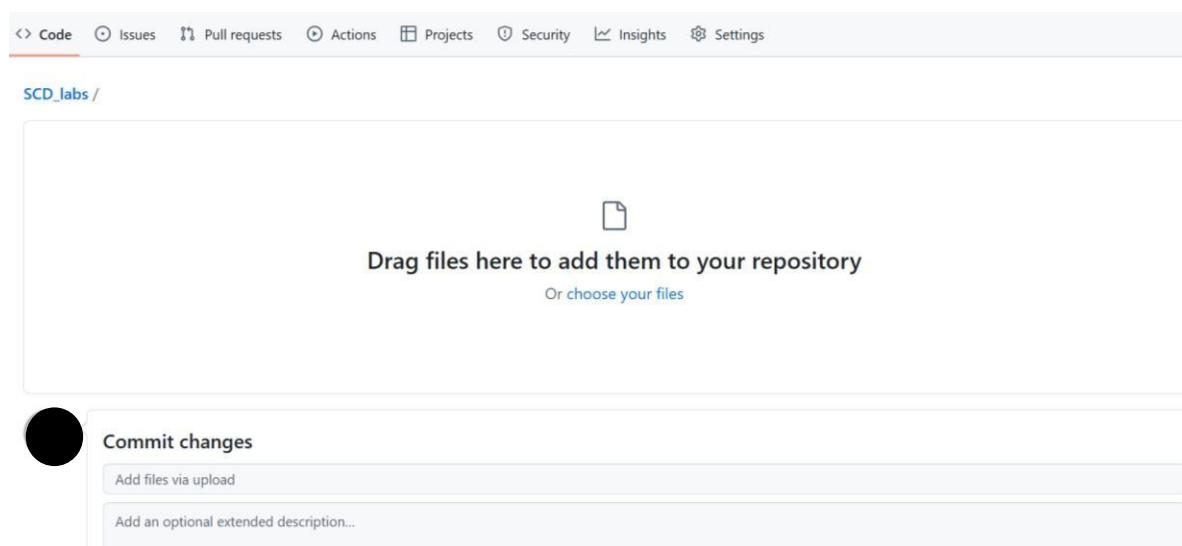 <> Code Issues Pull requests Actions Projects Security Insights Settings
SCD_labs /
Drag files here to add them to your repository
Or choose your files
Commit changes
Add files via upload
Add an optional extended description...